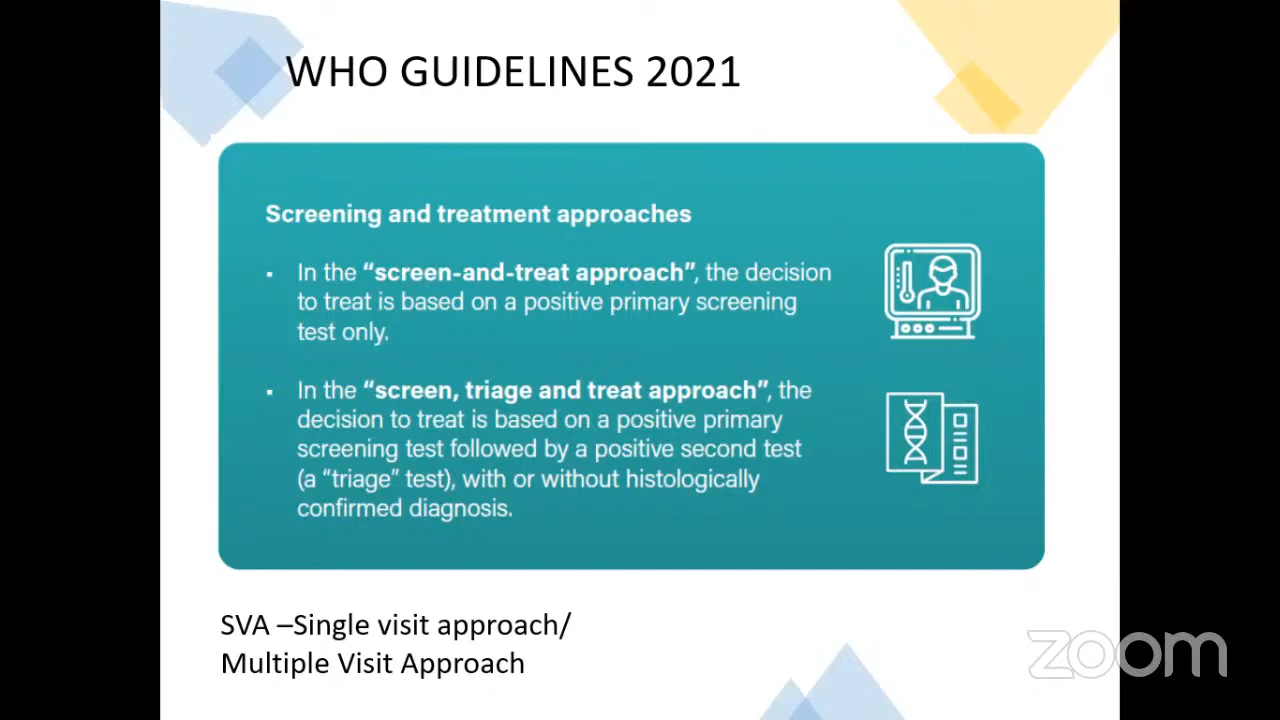 WHO GUIDELINES 2021
Screening and treatment approaches
▪ In the “screen-and-treat approach”, the decision
to treat is based on a positive primary screening
test only.
▪ In the “screen, triage and treat approach”, the
decision to treat is based on a positive primary
screening test followed by a positive second test
(a “triage” test), with or without histologically
confirmed diagnosis.
SVA –Single visit approach/
Multiple Visit Approach
zoom